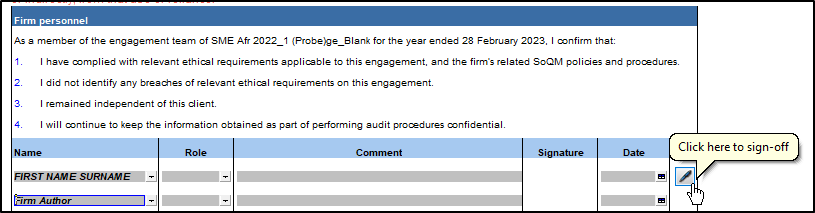 Firm personnel
As a member of the engagement team of SME Afr 2022_1 (Probe)ge_Blank for the year ended 28 February 2023, I confirm that:
1. I have complied with relevant ethical requirements applicable to this engagement, and the firm's related SoQM policies and procedures.
2. I did not identify any breaches of relevant ethical requirements on this engagement.
3. I remained independent of this client.
4. I will continue to keep the information obtained as part of performing audit procedures confidential.
Name Role Comment Signature Date
Click here to sign-off
FIRST NAME SURNAME
Firm Author